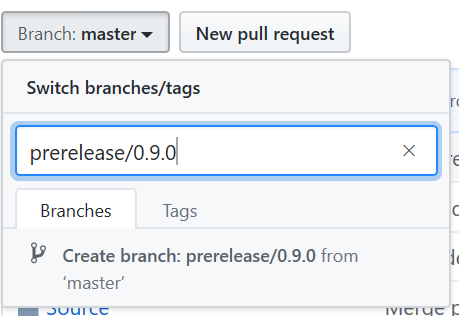 Branch: master
New pull request
Switch branches/tags
prerelease/0.9.0
Branches
Tags
Create branch: prerelease/0.9.0 from
‘master’
Source
Merge p